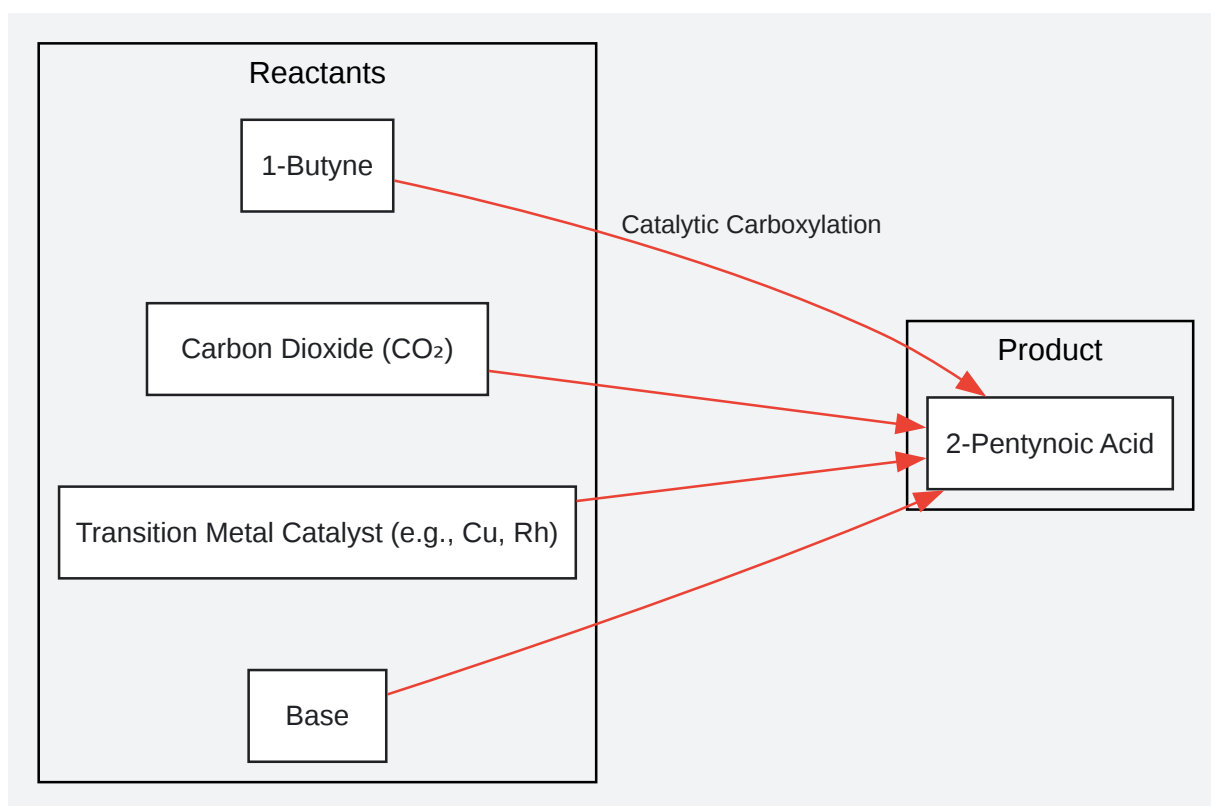 Reactants
1-Butyne
Catalytic Carboxylation
Carbon Dioxide (CO₂)
Product
2-Pentynoic Acid
Transition Metal Catalyst (e.g., Cu, Rh)
Base